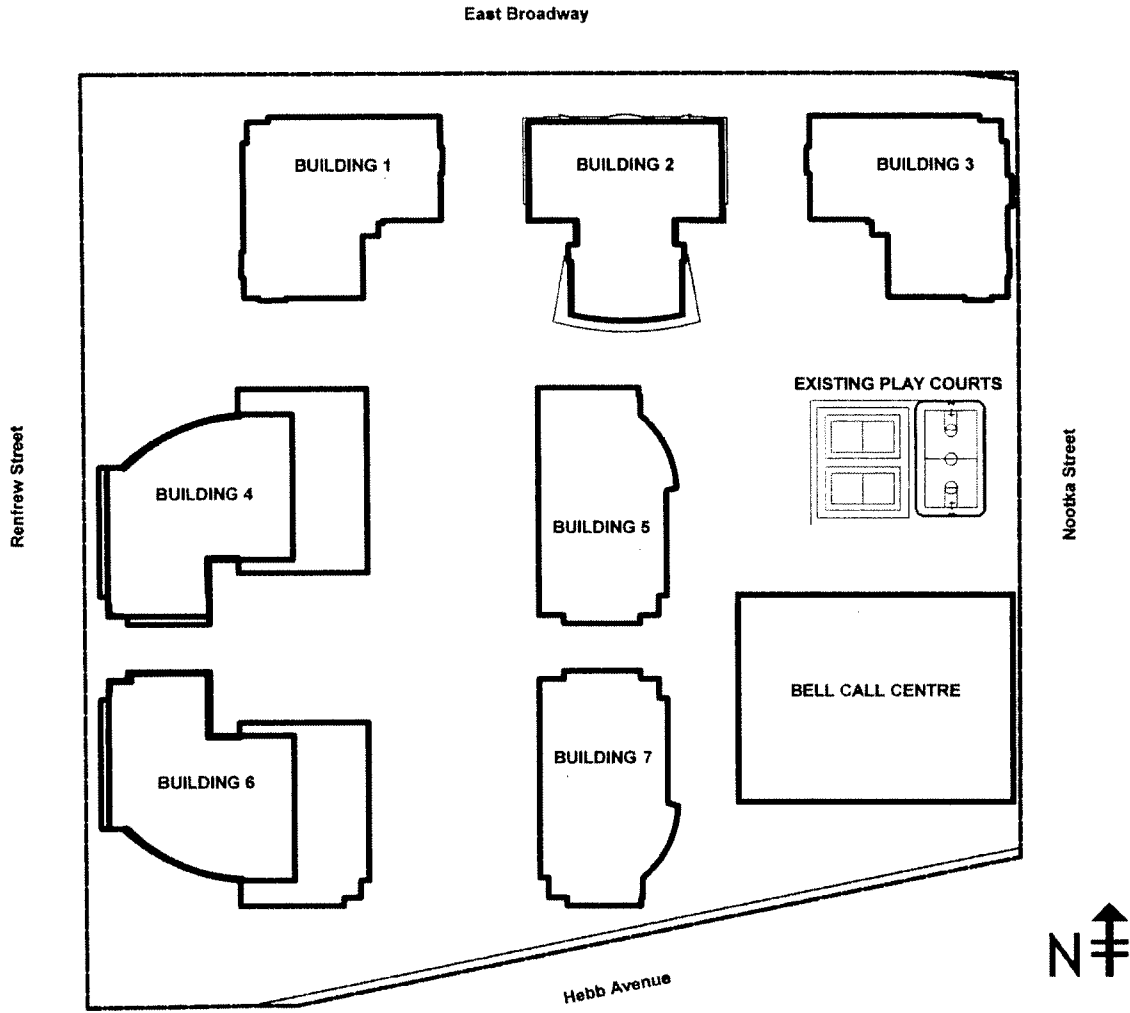 East Broadway
BUILDING 1
BUILDING 2
BUILDING 3
EXISTING PLAY COURTS
Renfrew Street
Nootka Street
BUILDING 4
BUILDING 5
BELL CALL CENTRE
BUILDING 6
BUILDING 7
Hebb Avenue
N